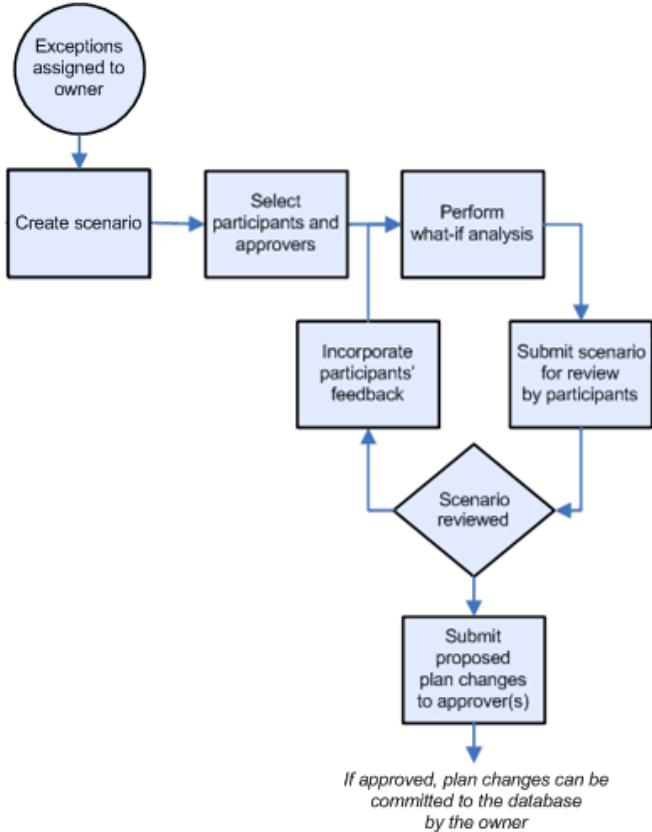 Exceptions
assigned to
owner
Create scenario
Select
participants and
approvers
Perform
what-if analysis
Incorporate
participants'
feedback
Submit scenario
for review
by participants
Scenario
reviewed
Submit
proposed
plan changes
to approver(s)
If approved, plan changes can be
committed to the database
by the owner